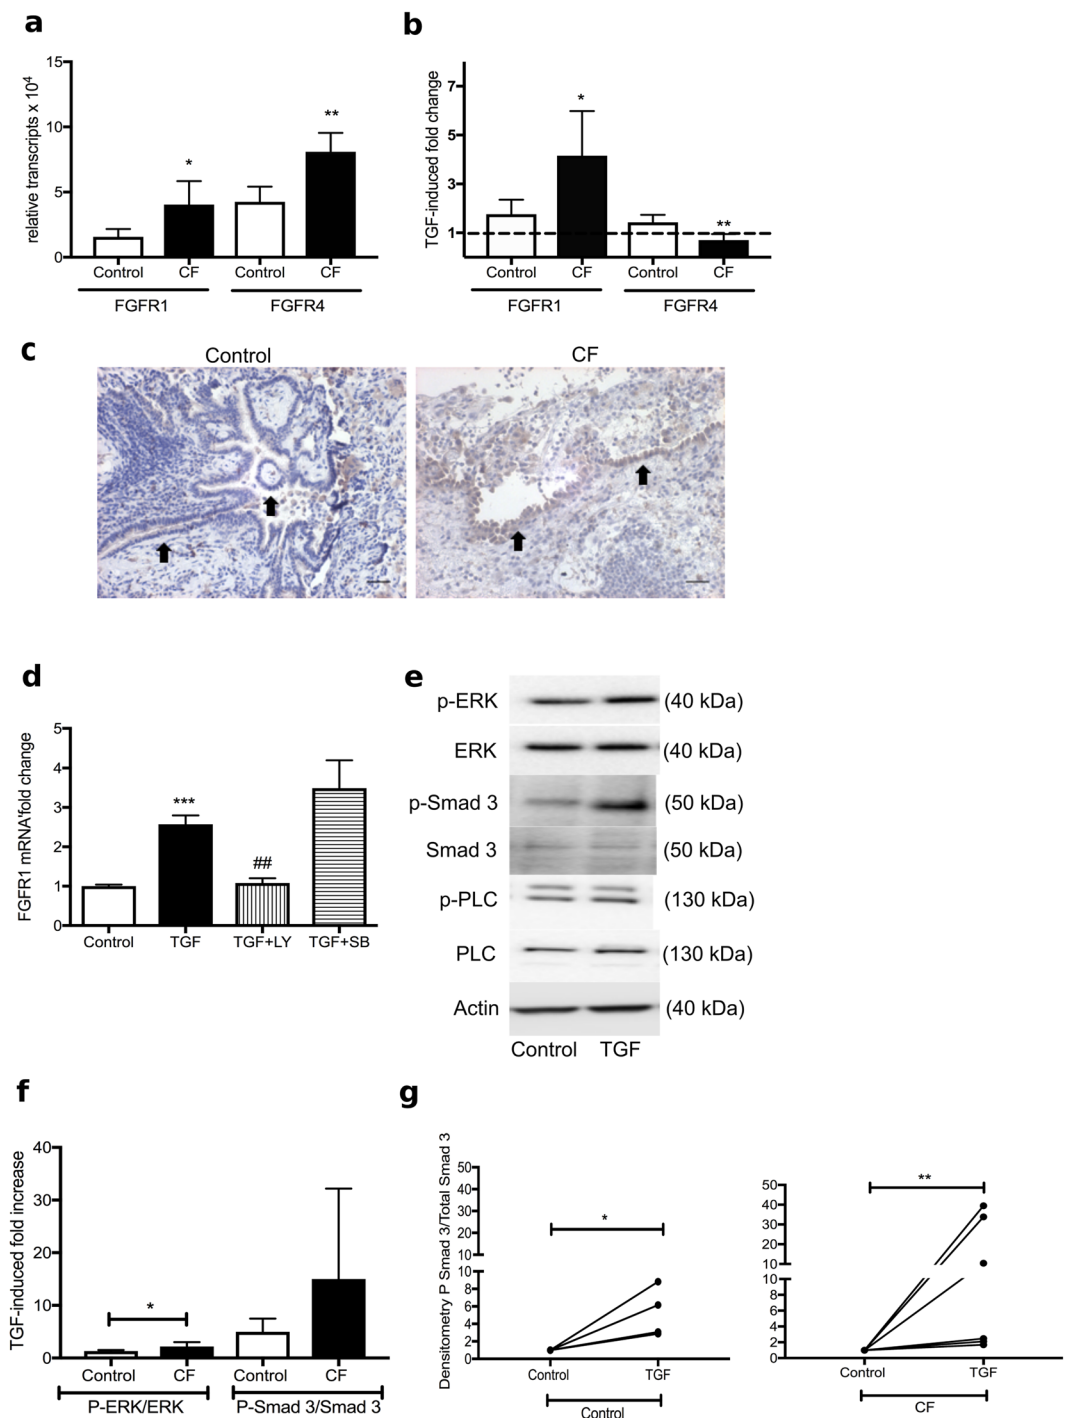 a
15
10
5
0
relative transcripts x 10⁴
*
**
Control CF Control CF
FGFR1 FGFR4
b
7
5
3
1
TGF-induced fold change
*
**
Control CF Control CF
FGFR1 FGFR4
c
Control CF
d
5
4
3
2
1
0
FGFR1 mRNA'fold change
***
##
Control TGF TGF+LY TGF+SB
e
p-ERK (40 kDa)
ERK (40 kDa)
p-Smad 3 (50 kDa)
Smad 3 (50 kDa)
p-PLC (130 kDa)
PLC (130 kDa)
Actin (40 kDa)
Control TGF
f
40
30
20
10
0
TGF-induced fold increase
*
Control CF Control CF
P-ERK/ERK P-Smad 3/Smad 3
g
Densitometry P Smad 3/Total Smad 3
50
40
30
20
10
10
8
6
4
2
0
*
Control TGF
Control
50
40
30
20
10
10
8
6
4
2
0
**
Control TGF
CF